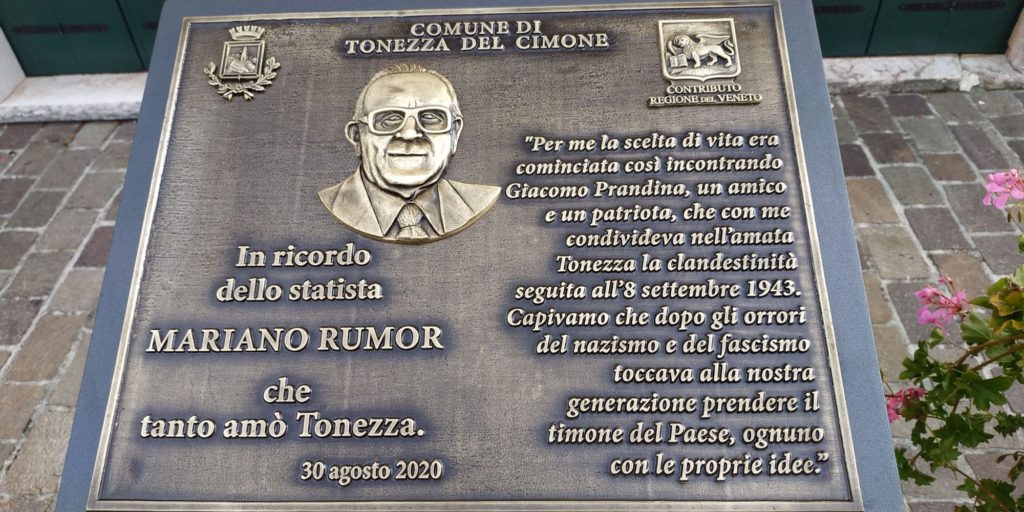 COMUNE DI
TONEZZA DEL CIMONE
CONTRIBUTO
REGIONE DEL VENETO
In ricordo
dello statista
MARIANO RUMOR
che
tanto amò Tonezza.
30 agosto 2020
"Per me la scelta di vita era
cominciata così incontrando
Giacomo Prandina, un amico
e un patriota, che con me
condivideva nell'amata
Tonezza la clandestinità
seguita all'8 settembre 1943.
Capivamo che dopo gli orrori
del nazismo e del fascismo
toccava alla nostra
generazione prendere il
timone del Paese, ognuno
con le proprie idee."